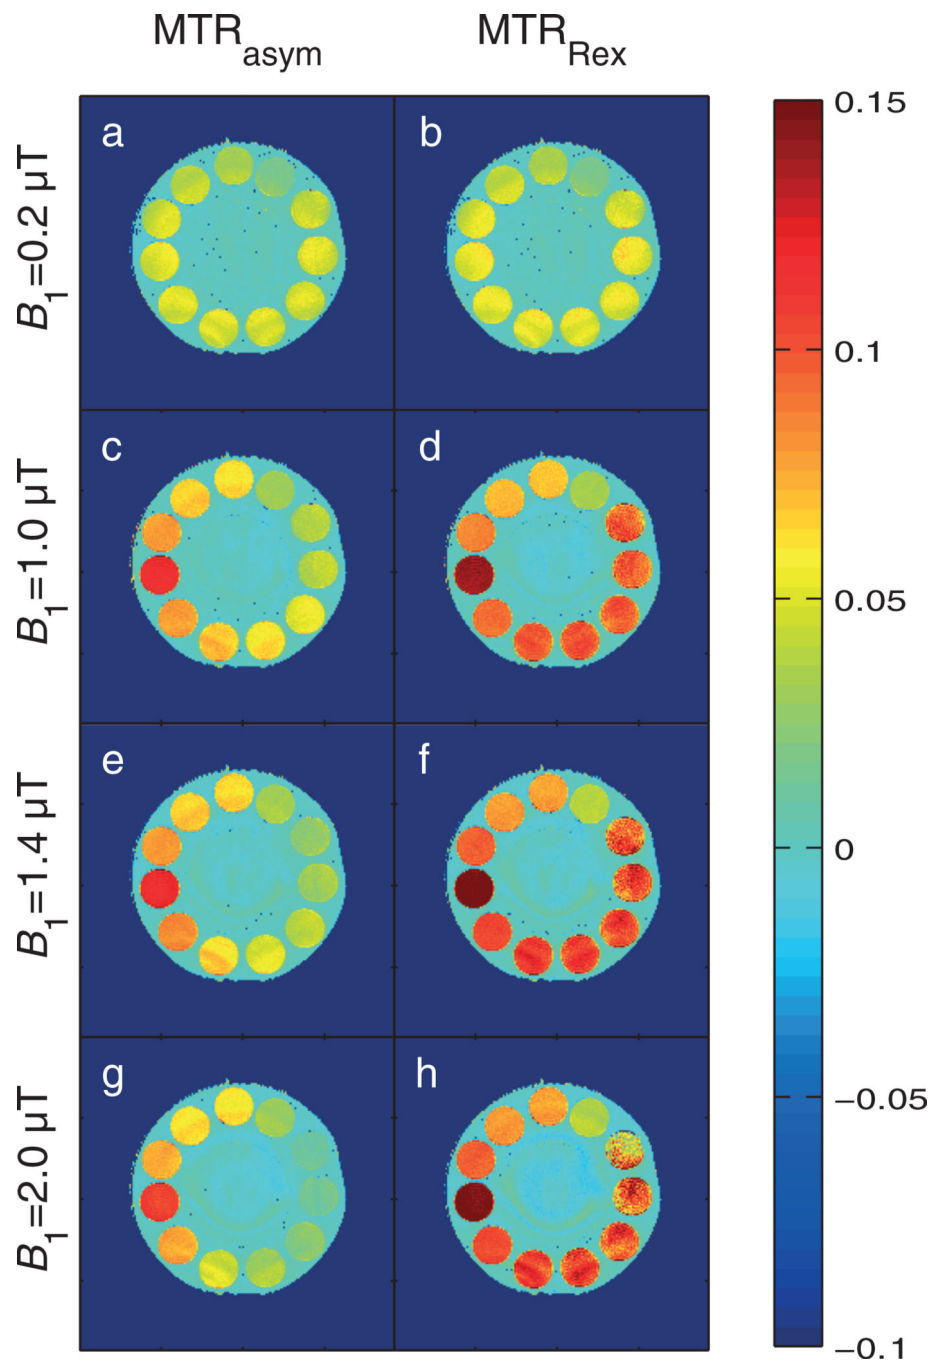 MTRasym MTRRex
a b
B1=0.2 µT
c d
B1=1.0 µT
e f
B1=1.4 µT
g h
B1=2.0 µT
0.15
0.1
0.05
0
−0.05
−0.1